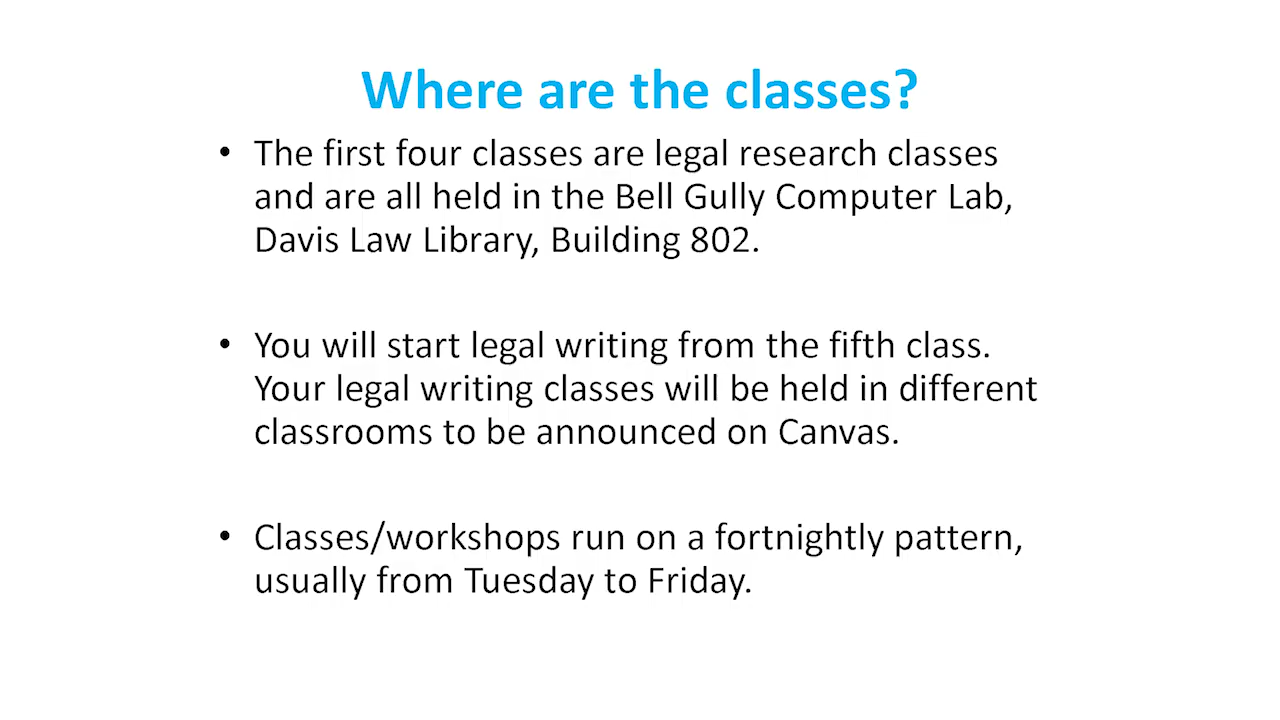 Where are the classes?
• The first four classes are legal research classes
and are all held in the Bell Gully Computer Lab,
Davis Law Library, Building 802.
• You will start legal writing from the fifth class.
Your legal writing classes will be held in different
classrooms to be announced on Canvas.
• Classes/workshops run on a fortnightly pattern,
usually from Tuesday to Friday.